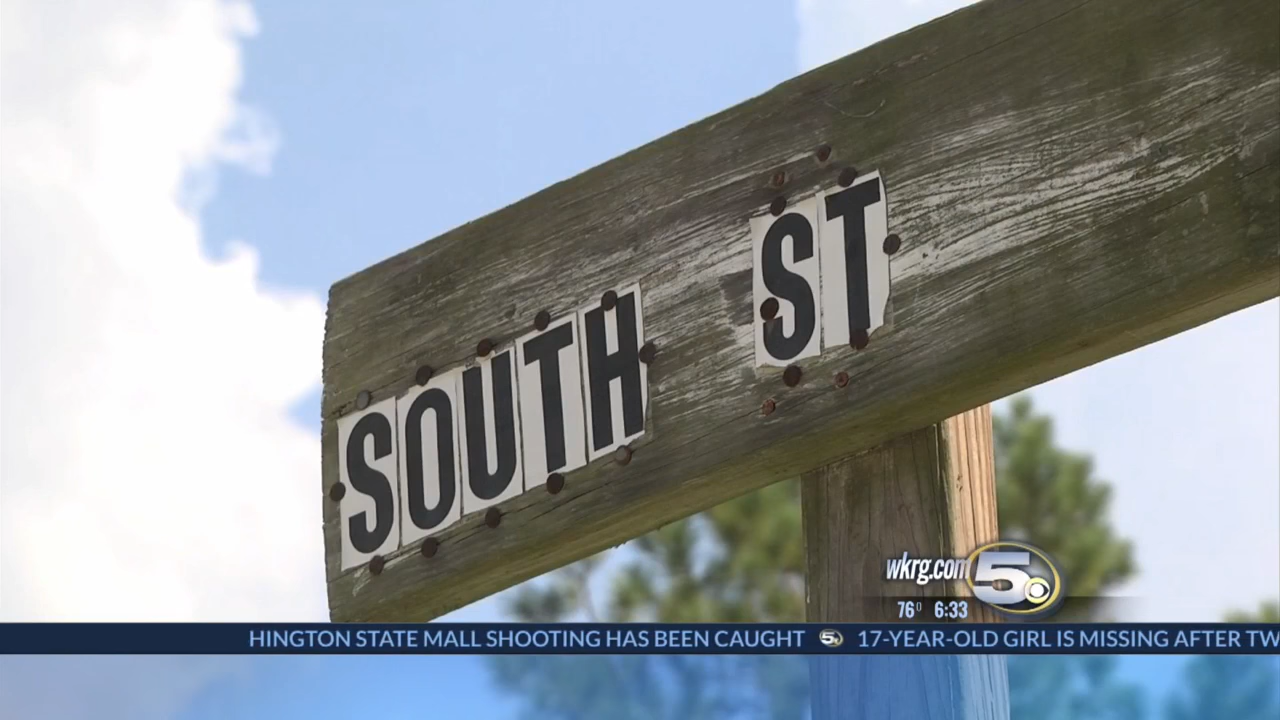 SOUTH ST
wkrg.com 5
76° 6:33
HINGTON STATE MALL SHOOTING HAS BEEN CAUGHT 5 17-YEAR-OLD GIRL IS MISSING AFTER TW